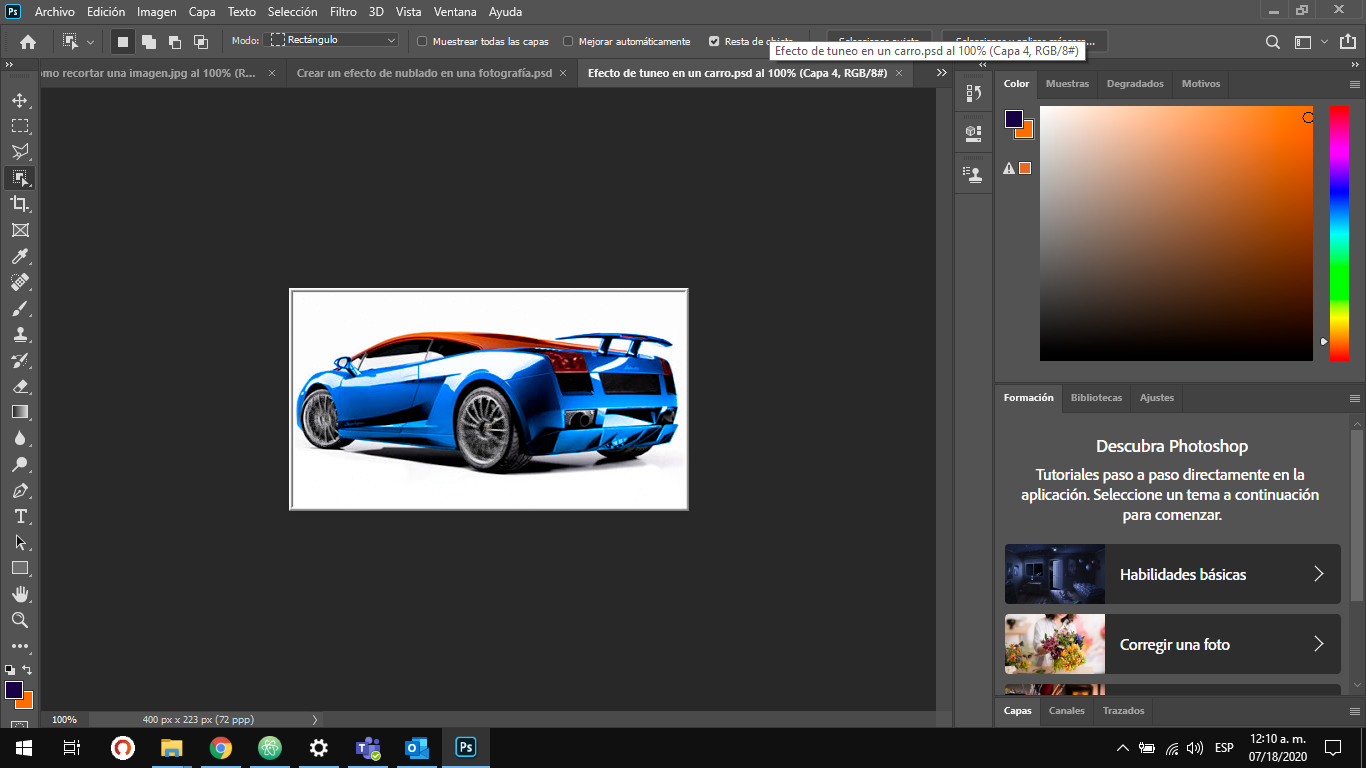 Ps Archivo Edición Imagen Capa Texto Selección Filtro 3D Vista Ventana Ayuda
Modo: Rectángulo Muestrear todas las capas Mejorar automáticamente Resta de objeto
Efecto de tuneo en un carro.psd al 100% (Capa 4, RGB/8#)
omo recortar una imagen.jpg al 100% (R... × Crear un efecto de nublado en una fotografía.psd × Efecto de tuneo en un carro.psd al 100% (Capa 4, RGB/8#) ×
Color Muestras Degradados Motivos
Formación Bibliotecas Ajustes
Descubra Photoshop
Tutoriales paso a paso directamente en la
aplicación. Seleccione un tema a continuación
para comenzar.
Habilidades básicas
Corregir una foto
Capas Canales Trazados
100% 400 px x 223 px (72 ppp)
Ps
ESP
12:10 a. m.
07/18/2020